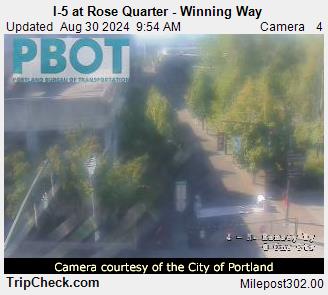 I-5 at Rose Quarter - Winning Way
Updated Aug 30 2024 9:54 AM Camera 4
PBOT
PORTLAND BUREAU OF TRANSPORTATION
Camera courtesy of the City of Portland
TripCheck.com Milepost302.00